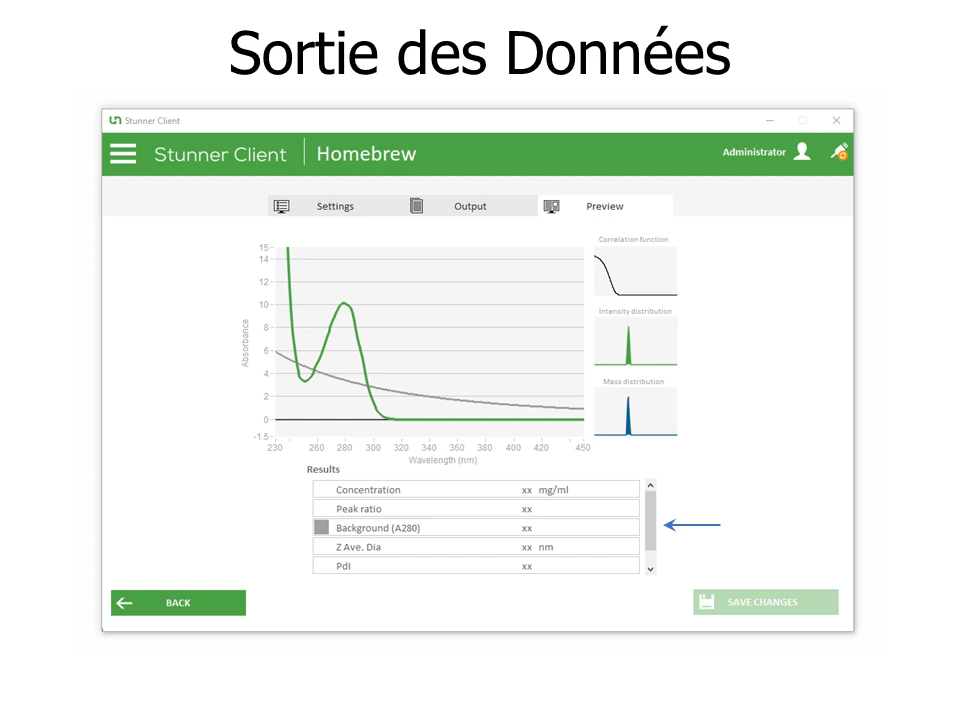 Sortie des Données
Stunner Client
Stunner Client Homebrew Administrator
Settings Output Preview
Correlation function
Intensity distribution
Mass distribution
Absorbance
15
14
12
10
8
6
4
2
0
-1.5
230 260 280 300 320 340 360 380 400 420 450
Wavelength (nm)
Results
Concentration xx mg/ml
Peak ratio xx
Background (A280) xx
Z Ave. Dia xx nm
PdI xx
BACK SAVE CHANGES